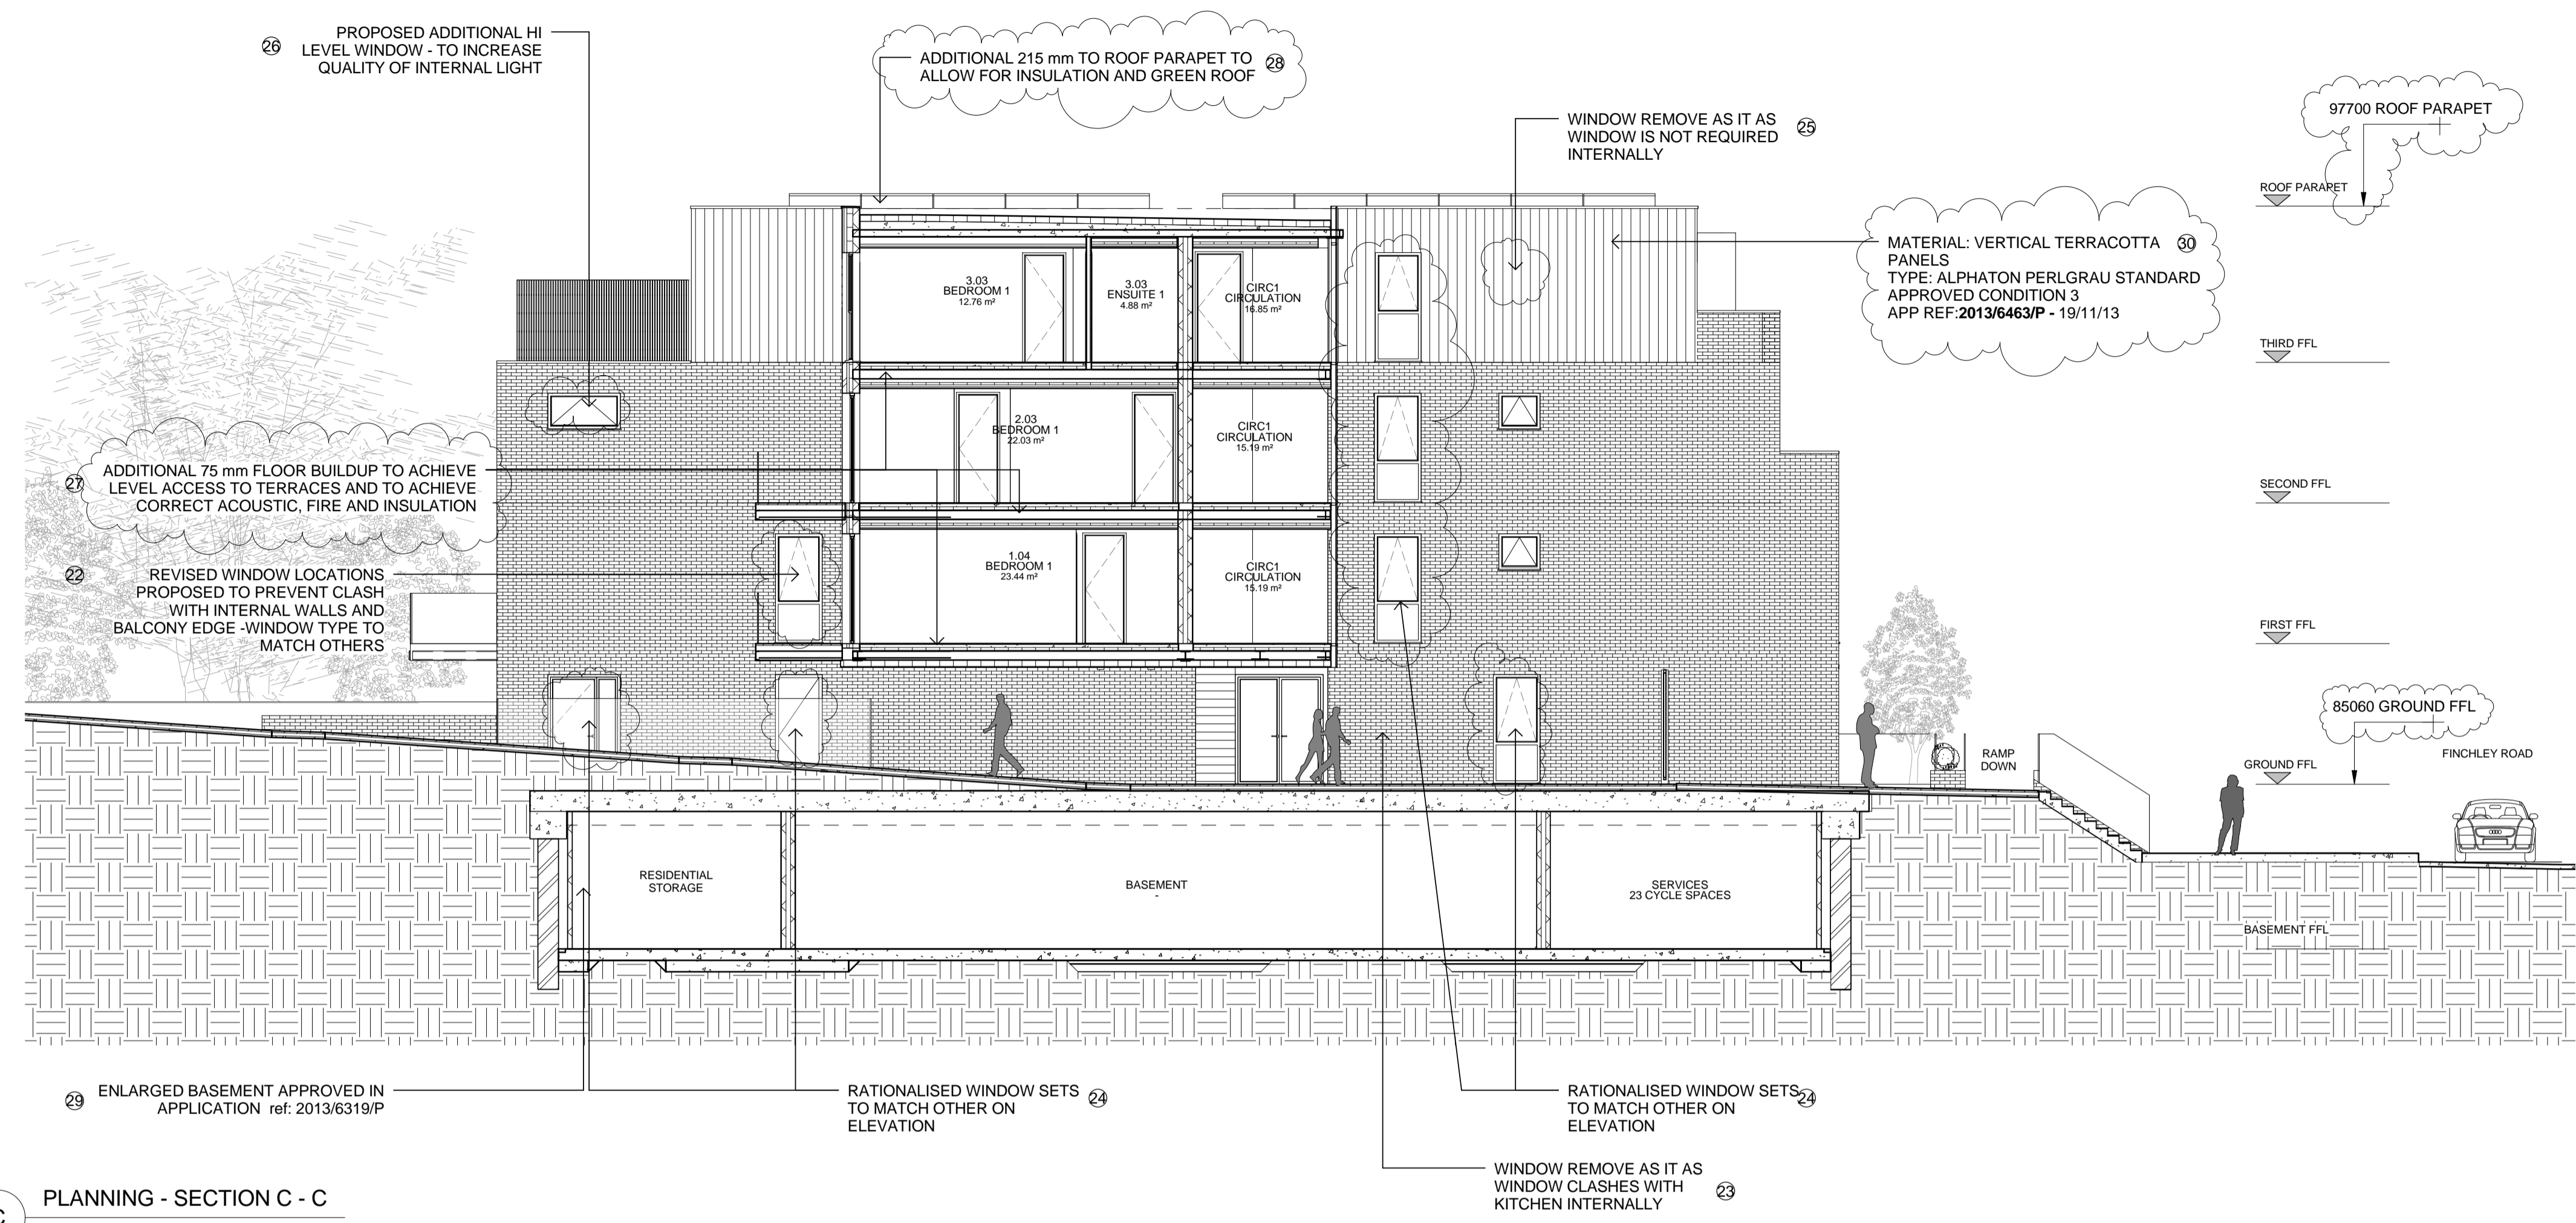 PROPOSED ADDITIONAL HI
LEVEL WINDOW - TO INCREASE
QUALITY OF INTERNAL LIGHT
26
ADDITIONAL 215 mm TO ROOF PARAPET TO
ALLOW FOR INSULATION AND GREEN ROOF
28
WINDOW REMOVE AS IT AS
WINDOW IS NOT REQUIRED
INTERNALLY
25
97700 ROOF PARAPET
ROOF PARAPET
MATERIAL: VERTICAL TERRACOTTA
PANELS
TYPE: ALPHATON PERLGRAU STANDARD
APPROVED CONDITION 3
APP REF:2013/6463/P - 19/11/13
30
3.03
BEDROOM 1
12.76 m²
3.03
ENSUITE 1
4.88 m²
CIRC1
CIRCULATION
16.85 m²
THIRD FFL
2.03
BEDROOM 1
22.03 m²
CIRC1
CIRCULATION
15.19 m²
27
ADDITIONAL 75 mm FLOOR BUILDUP TO ACHIEVE
LEVEL ACCESS TO TERRACES AND TO ACHIEVE
CORRECT ACOUSTIC, FIRE AND INSULATION
SECOND FFL
22
REVISED WINDOW LOCATIONS
PROPOSED TO PREVENT CLASH
WITH INTERNAL WALLS AND
BALCONY EDGE -WINDOW TYPE TO
MATCH OTHERS
1.04
BEDROOM 1
23.44 m²
CIRC1
CIRCULATION
15.19 m²
FIRST FFL
85060 GROUND FFL
RAMP
DOWN
GROUND FFL
FINCHLEY ROAD
RESIDENTIAL
STORAGE
BASEMENT
-
SERVICES
23 CYCLE SPACES
BASEMENT FFL
29
ENLARGED BASEMENT APPROVED IN
APPLICATION ref: 2013/6319/P
RATIONALISED WINDOW SETS
TO MATCH OTHER ON
ELEVATION
24
RATIONALISED WINDOW SETS
TO MATCH OTHER ON
ELEVATION
24
WINDOW REMOVE AS IT AS
WINDOW CLASHES WITH
KITCHEN INTERNALLY
23
PLANNING - SECTION C - C